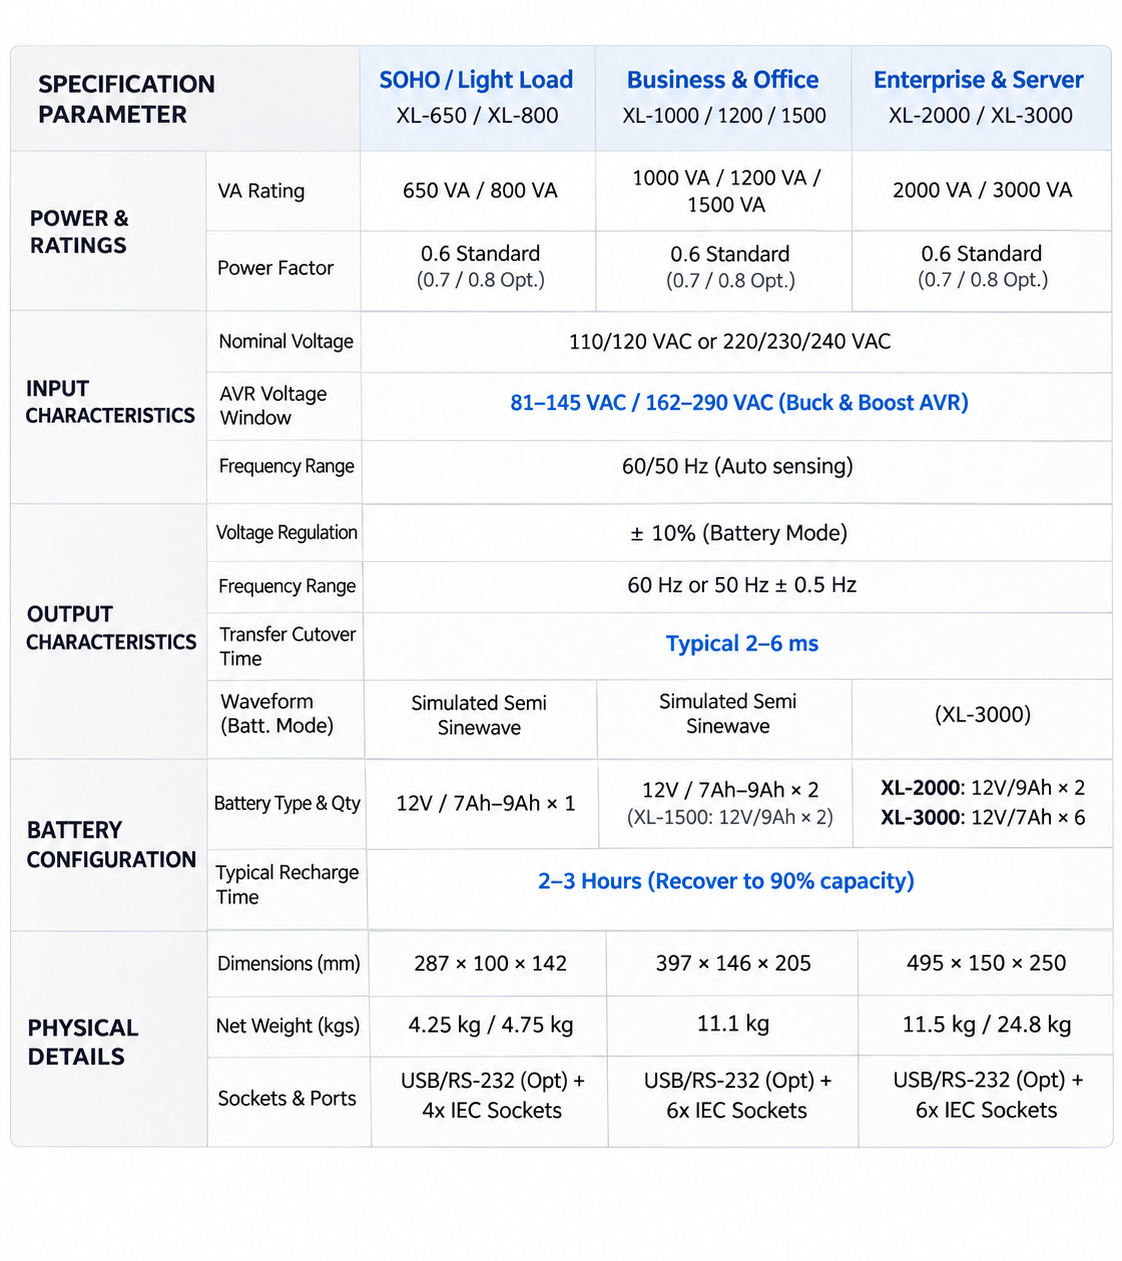 SPECIFICATION
PARAMETER
SOHO / Light Load
XL-650 / XL-800
Business & Office
XL-1000 / 1200 / 1500
Enterprise & Server
XL-2000 / XL-3000
POWER &
RATINGS
VA Rating
650 VA / 800 VA
1000 VA / 1200 VA /
1500 VA
2000 VA / 3000 VA
Power Factor
0.6 Standard
(0.7 / 0.8 Opt.)
0.6 Standard
(0.7 / 0.8 Opt.)
0.6 Standard
(0.7 / 0.8 Opt.)
INPUT
CHARACTERISTICS
Nominal Voltage
110/120 VAC or 220/230/240 VAC
AVR Voltage
Window
81–145 VAC / 162–290 VAC (Buck & Boost AVR)
Frequency Range
60/50 Hz (Auto sensing)
OUTPUT
CHARACTERISTICS
Voltage Regulation
± 10% (Battery Mode)
Frequency Range
60 Hz or 50 Hz ± 0.5 Hz
Transfer Cutover
Time
Typical 2–6 ms
Waveform
(Batt. Mode)
Simulated Semi
Sinewave
Simulated Semi
Sinewave
(XL-3000)
BATTERY
CONFIGURATION
Battery Type & Qty
12V / 7Ah–9Ah × 1
12V / 7Ah–9Ah × 2
(XL-1500: 12V/9Ah × 2)
XL-2000: 12V/9Ah × 2
XL-3000: 12V/7Ah × 6
Typical Recharge
Time
2–3 Hours (Recover to 90% capacity)
PHYSICAL
DETAILS
Dimensions (mm)
287 × 100 × 142
397 × 146 × 205
495 × 150 × 250
Net Weight (kgs)
4.25 kg / 4.75 kg
11.1 kg
11.5 kg / 24.8 kg
Sockets & Ports
USB/RS-232 (Opt) +
4x IEC Sockets
USB/RS-232 (Opt) +
6x IEC Sockets
USB/RS-232 (Opt) +
6x IEC Sockets